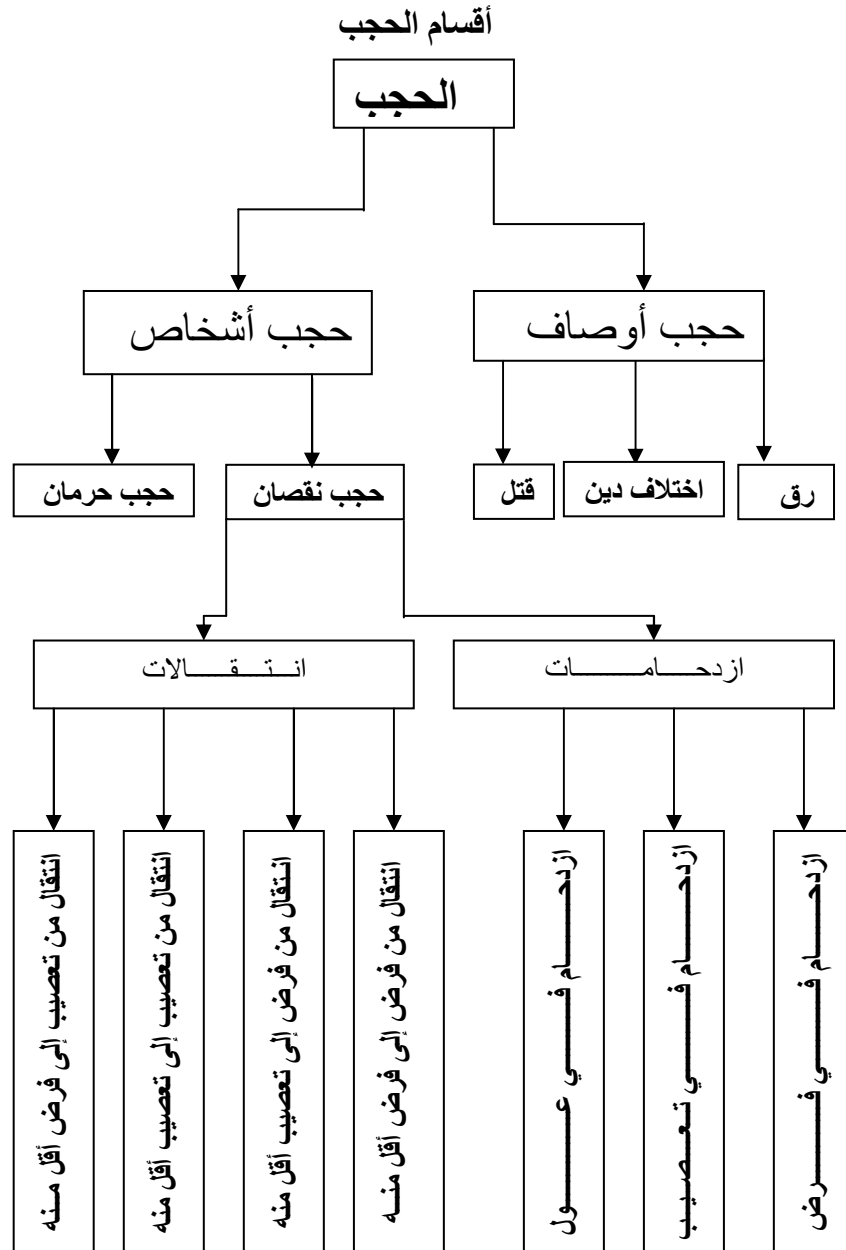 أقسام الحجب
الحجب
حجب أوصاف
حجب أشخاص
رق
اختلاف دين
قتل
حجب نقصان
حجب حرمان
ازدحامات
انتقالات
ازدحام في فرض
ازدحام في تعصيب
ازدحام في عول
انتقال من فرض إلى فرض أقل منه
انتقال من فرض إلى تعصيب أقل منه
انتقال من تعصيب إلى تعصيب أقل منه
انتقال من تعصيب إلى فرض أقل منه